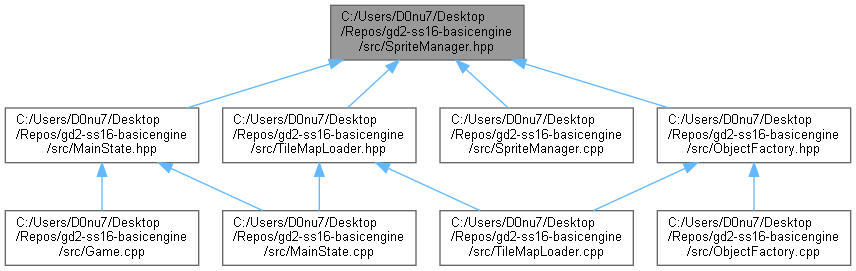 C:/Users/D0nu7/Desktop
/Repos/gd2-ss16-basicengine
/src/SpriteManager.hpp
C:/Users/D0nu7/Desktop
/Repos/gd2-ss16-basicengine
/src/MainState.hpp
C:/Users/D0nu7/Desktop
/Repos/gd2-ss16-basicengine
/src/TileMapLoader.hpp
C:/Users/D0nu7/Desktop
/Repos/gd2-ss16-basicengine
/src/SpriteManager.cpp
C:/Users/D0nu7/Desktop
/Repos/gd2-ss16-basicengine
/src/ObjectFactory.hpp
C:/Users/D0nu7/Desktop
/Repos/gd2-ss16-basicengine
/src/Game.cpp
C:/Users/D0nu7/Desktop
/Repos/gd2-ss16-basicengine
/src/MainState.cpp
C:/Users/D0nu7/Desktop
/Repos/gd2-ss16-basicengine
/src/TileMapLoader.cpp
C:/Users/D0nu7/Desktop
/Repos/gd2-ss16-basicengine
/src/ObjectFactory.cpp